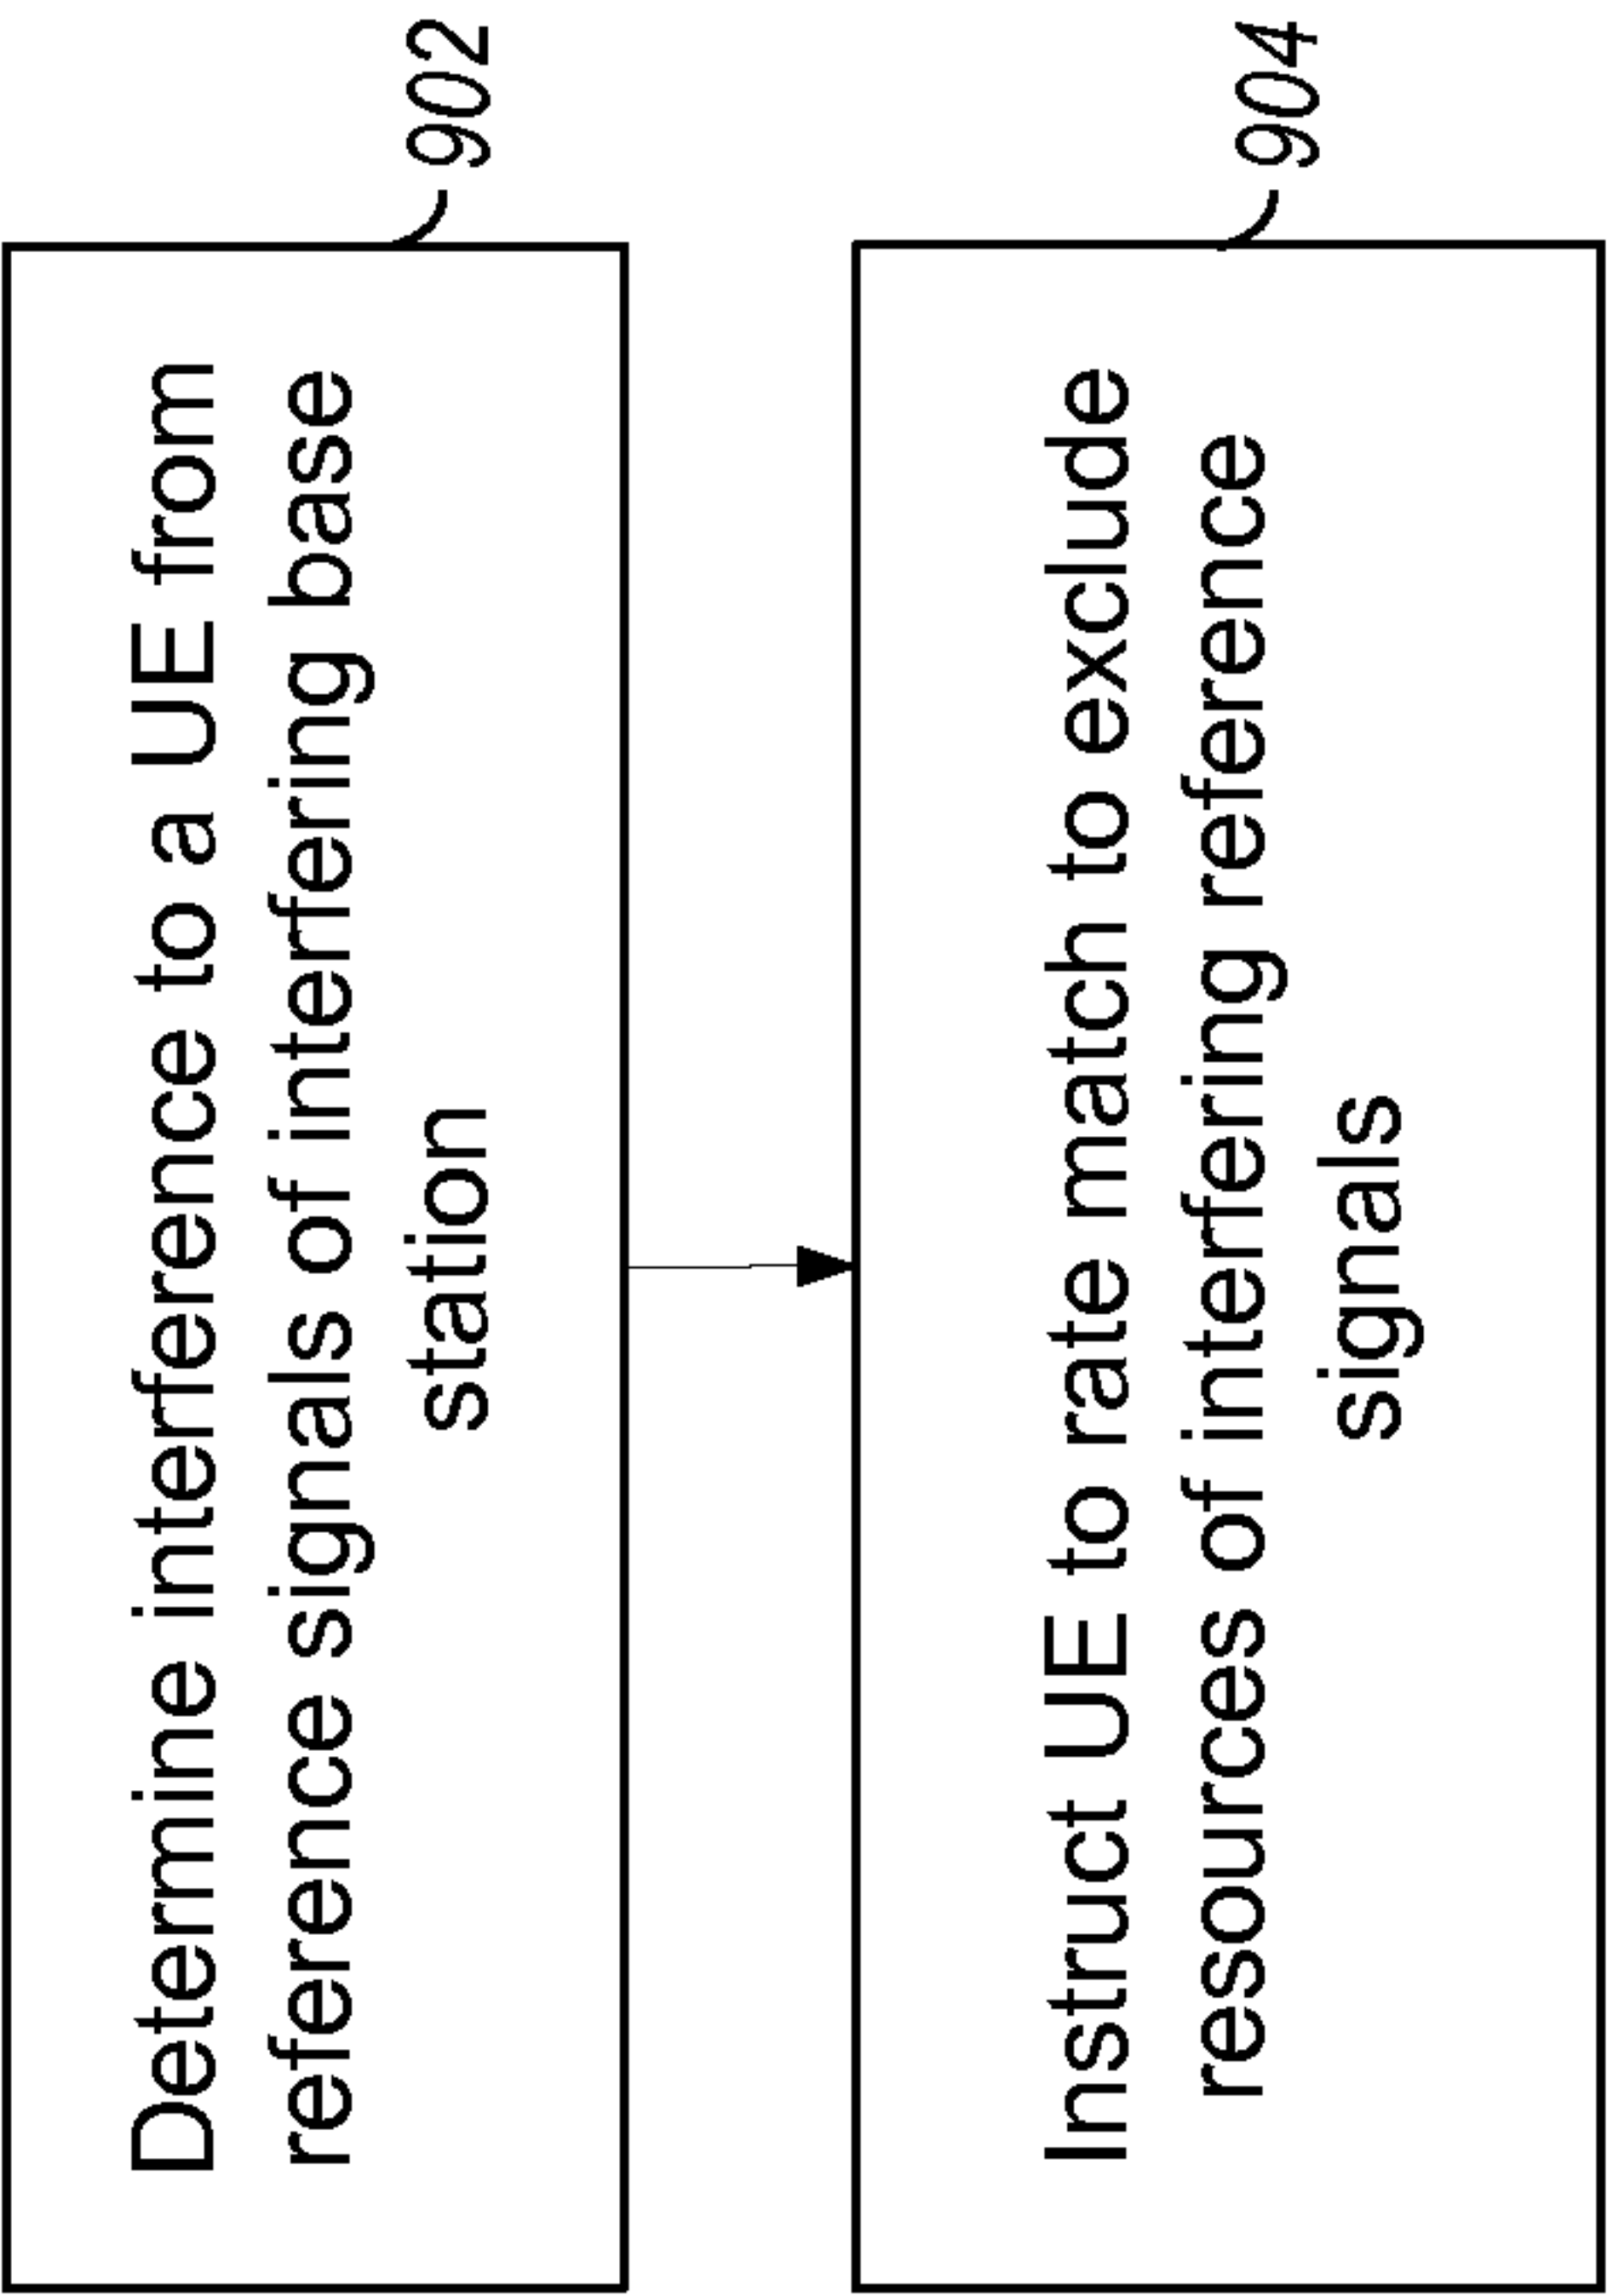 Determine interference to a UE from
reference signals of interfering base
station
902
Instruct UE to rate match to exclude
resources of interfering reference
signals
904